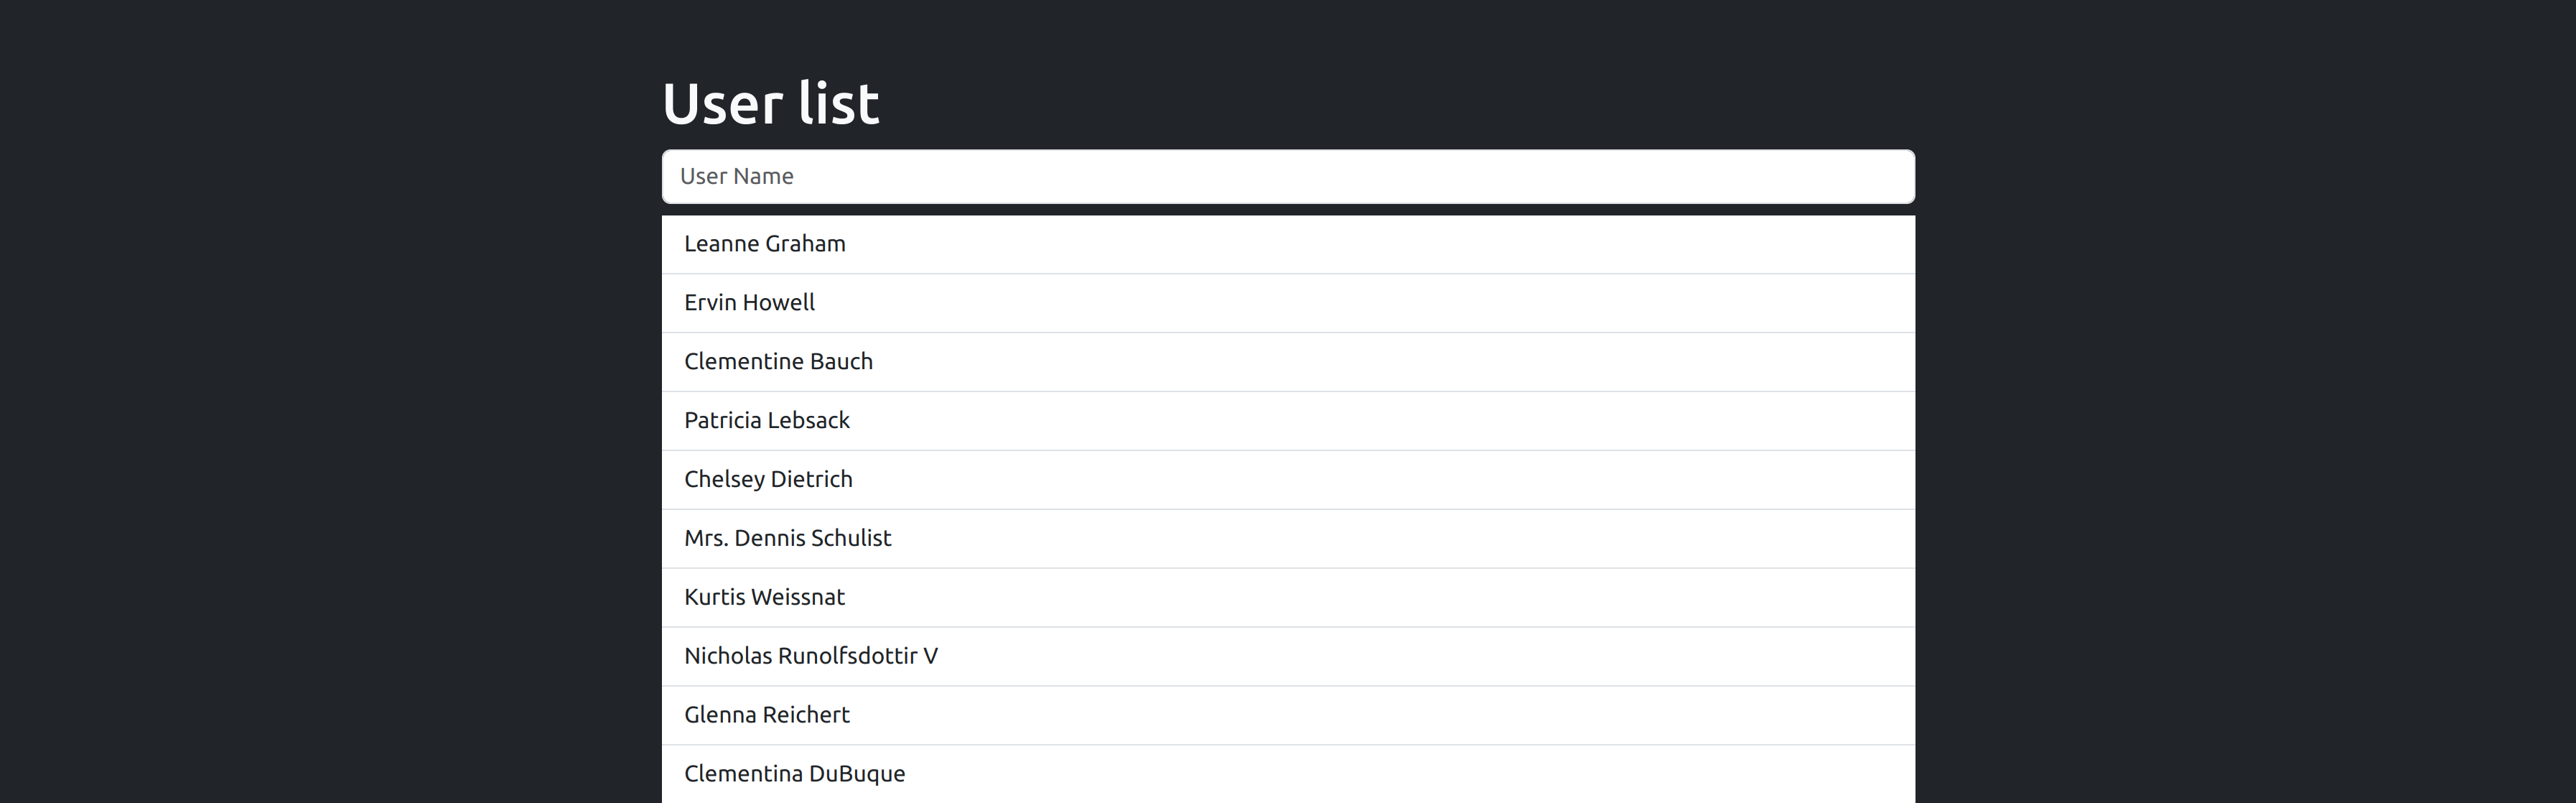 User list
User Name
Leanne Graham
Ervin Howell
Clementine Bauch
Patricia Lebsack
Chelsey Dietrich
Mrs. Dennis Schulist
Kurtis Weissnat
Nicholas Runolfsdottir V
Glenna Reichert
Clementina DuBuque